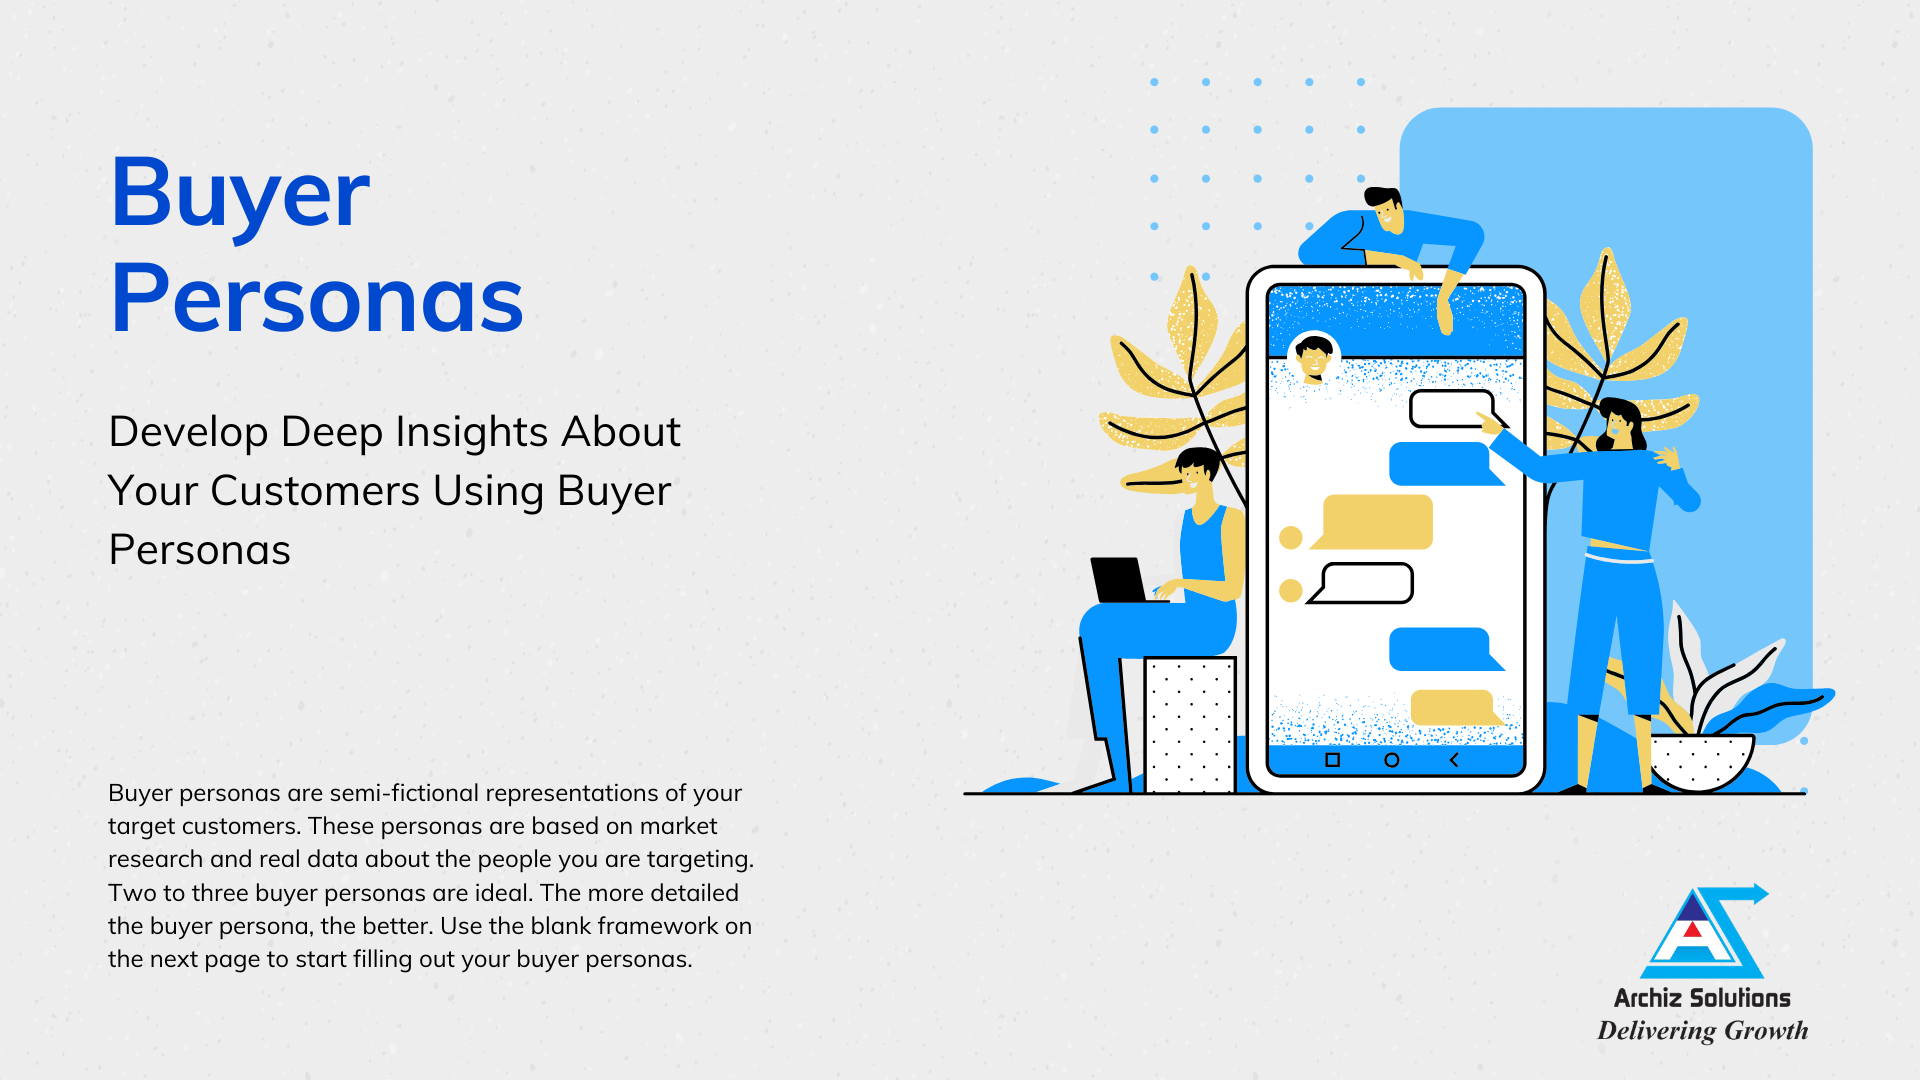 Buyer
Personas
Develop Deep Insights About
Your Customers Using Buyer
Personas
Buyer personas are semi-fictional representations of your
target customers. These personas are based on market
research and real data about the people you are targeting.
Two to three buyer personas are ideal. The more detailed
the buyer persona, the better. Use the blank framework on
the next page to start filling out your buyer personas.
Archiz Solutions
Delivering Growth